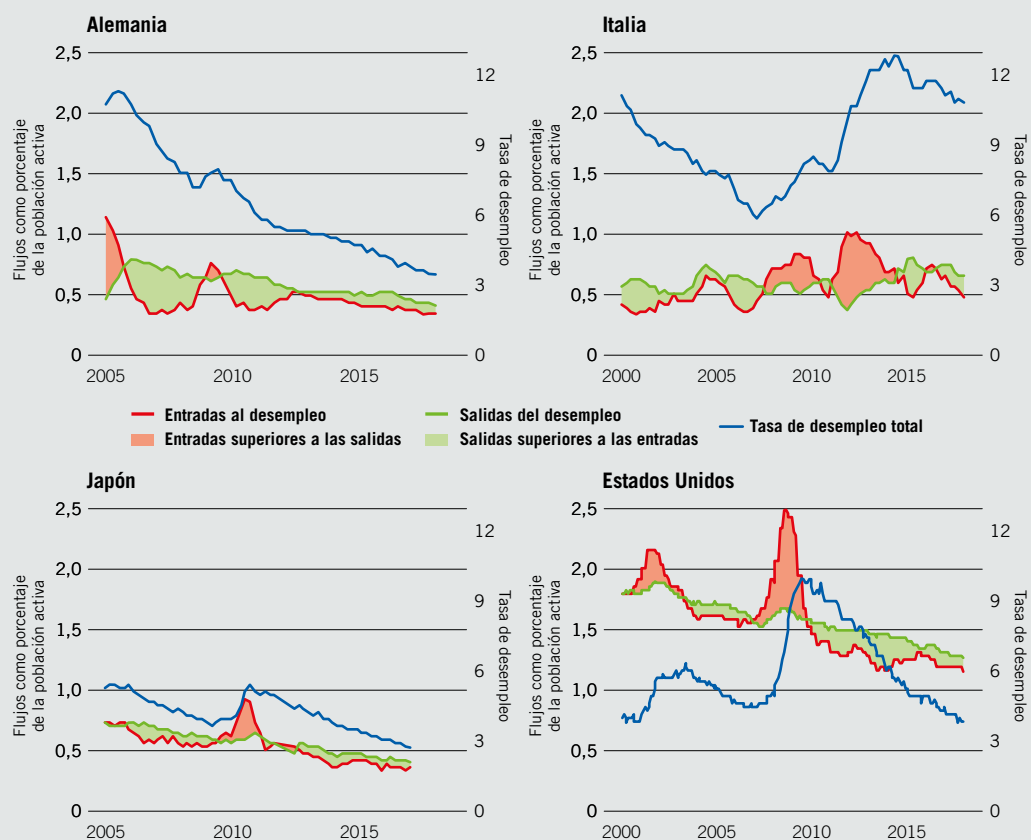 Alemania
Flujos como porcentaje
de la población activa
2,5
2,0
1,5
1,0
0,5
0
12
9
6
3
0
Tasa de desempleo
2005 2010 2015
Italia
Flujos como porcentaje
de la población activa
2,5
2,0
1,5
1,0
0,5
0
12
9
6
3
0
Tasa de desempleo
2000 2005 2010 2015
Entradas al desempleo
Entradas superiores a las salidas
Salidas del desempleo
Salidas superiores a las entradas
Tasa de desempleo total
Japón
Flujos como porcentaje
de la población activa
2,5
2,0
1,5
1,0
0,5
0
12
9
6
3
0
Tasa de desempleo
2005 2010 2015
Estados Unidos
Flujos como porcentaje
de la población activa
2,5
2,0
1,5
1,0
0,5
0
12
9
6
3
0
Tasa de desempleo
2000 2005 2010 2015